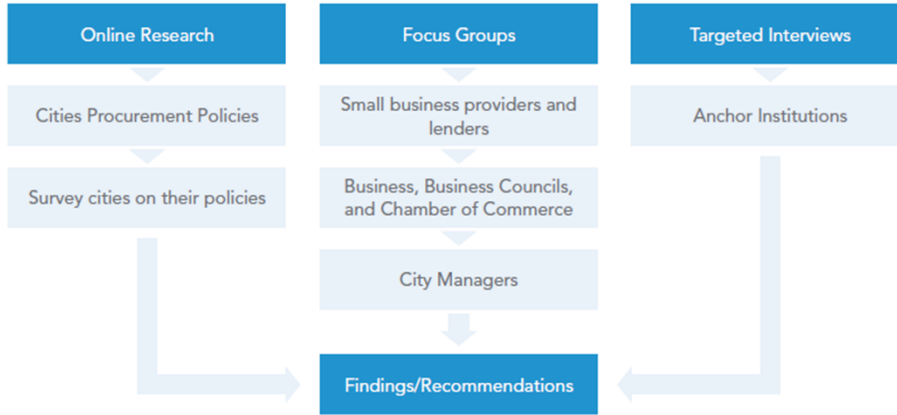 Online Research
Cities Procurement Policies
Survey cities on their policies
Focus Groups
Small business providers and
lenders
Business, Business Councils,
and Chamber of Commerce
City Managers
Targeted Interviews
Anchor Institutions
Findings/Recommendations